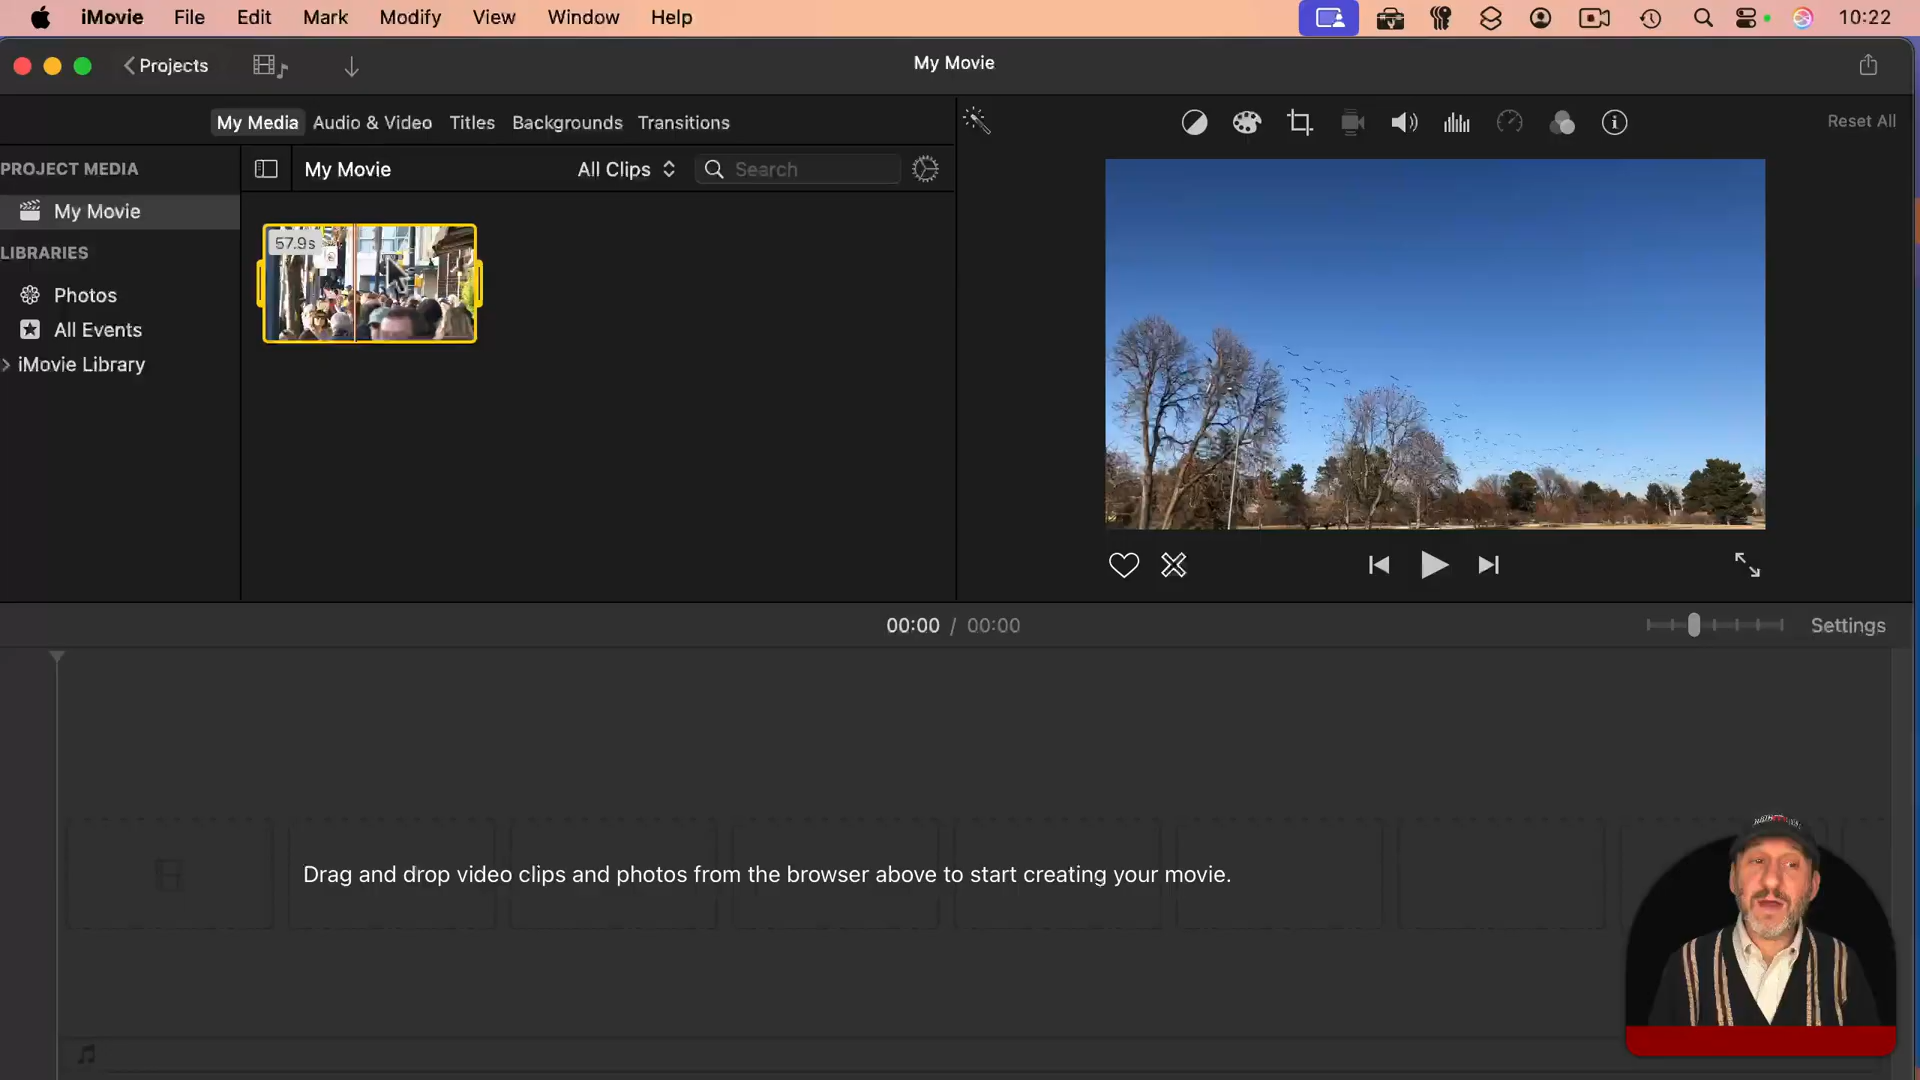 iMovie File Edit Mark Modify View Window Help 10:22
Projects My Movie
My Media Audio & Video Titles Backgrounds Transitions Reset All
PROJECT MEDIA My Movie All Clips Search
My Movie
LIBRARIES
57.9s
Photos
All Events
iMovie Library
00:00 / 00:00 Settings
Drag and drop video clips and photos from the browser above to start creating your movie.